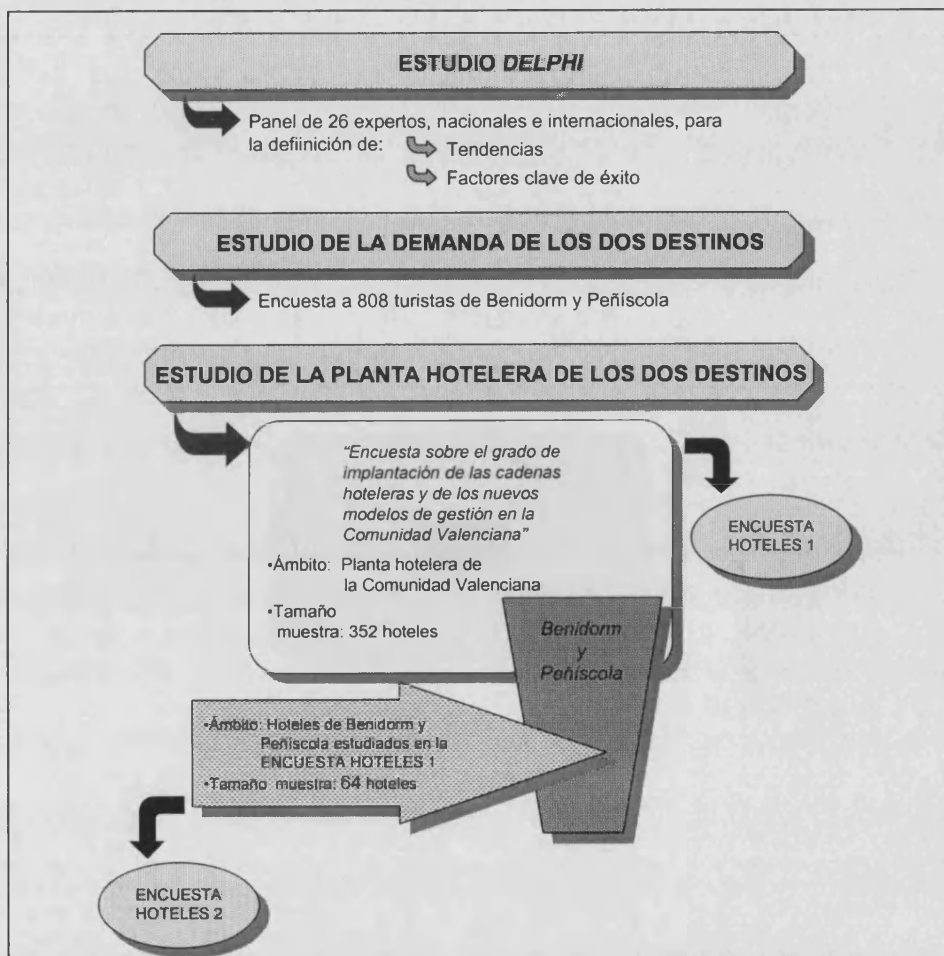 ESTUDIO DELPHI
Panel de 26 expertos, nacionales e internacionales, para
la defiinición de:
Tendencias
Factores clave de éxito
ESTUDIO DE LA DEMANDA DE LOS DOS DESTINOS
Encuesta a 808 turistas de Benidorm y Peñíscola
ESTUDIO DE LA PLANTA HOTELERA DE LOS DOS DESTINOS
"Encuesta sobre el grado de
implantación de las cadenas
hoteleras y de los nuevos
modelos de gestión en la
Comunidad Valenciana"
•Ámbito: Planta hotelera de
la Comunidad Valenciana
•Tamaño
muestra: 352 hoteles
ENCUESTA
HOTELES 1
Benidorm
y
Peñíscola
•Ámbito: Hoteles de Benidorm y
Peñíscola estudiados en la
ENCUESTA HOTELES 1
•Tamaño muestra: 64 hoteles
ENCUESTA
HOTELES 2